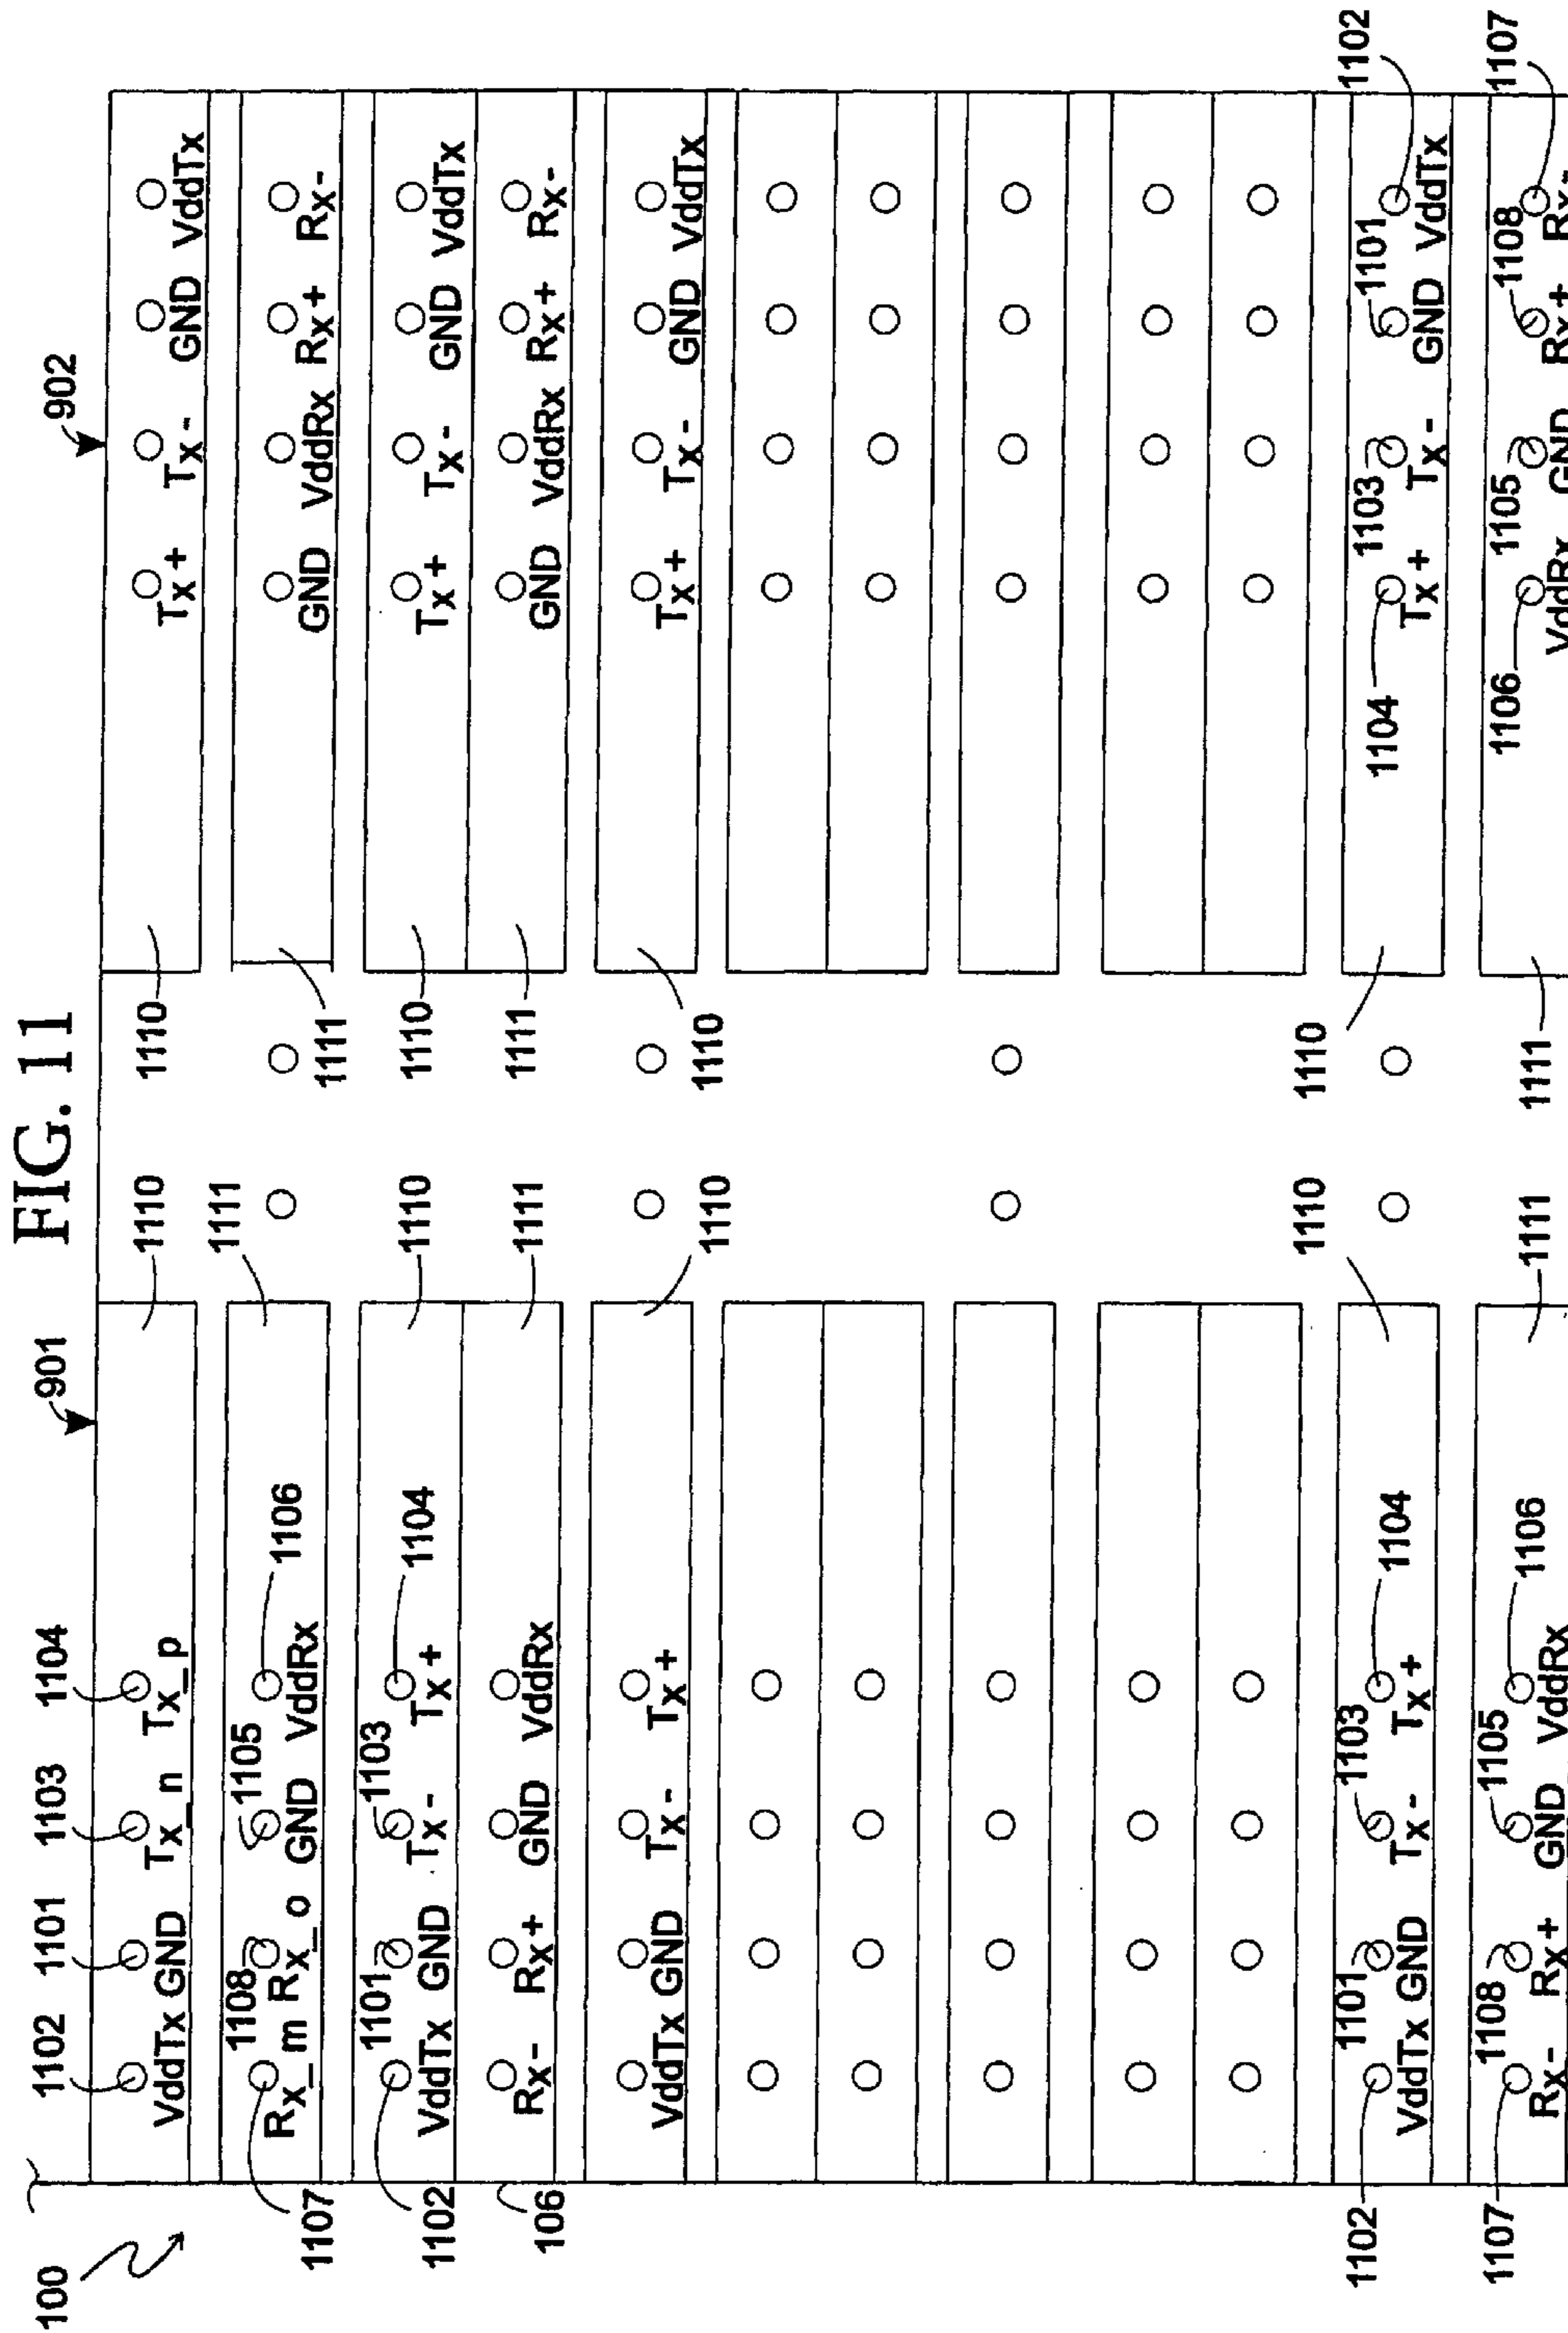 FIG. 11
100 1102 1101 1103 1104 901 902
1110 1110
VddTx GND Tx_n Tx_p Tx+ Tx- GND VddTx
1108 1105 1111
1106
Rx_m Rx_o GND VddRx GND VddRx Rx+ Rx-
1107 1111
1101 1103
1104 1110 1110
VddTx GND Tx- Tx+ Tx+ Tx- GND VddTx
1102
1111 1111
Rx- Rx+ GND VddRx GND VddRx Rx+ Rx-
106
VddTx GND Tx- Tx+ Tx+ Tx- GND VddTx
1110 1110
1110 1110
1101 1103 1103 1101 1102
1102 1104 1104
VddTx GND Tx- Tx+ Tx+ Tx- GND VddTx
1108 1105 1106 1105 1108 1107
1107 1106 1111 1111
Rx- Rx+ GND VddRx VddRx GND Rx+ Rx-